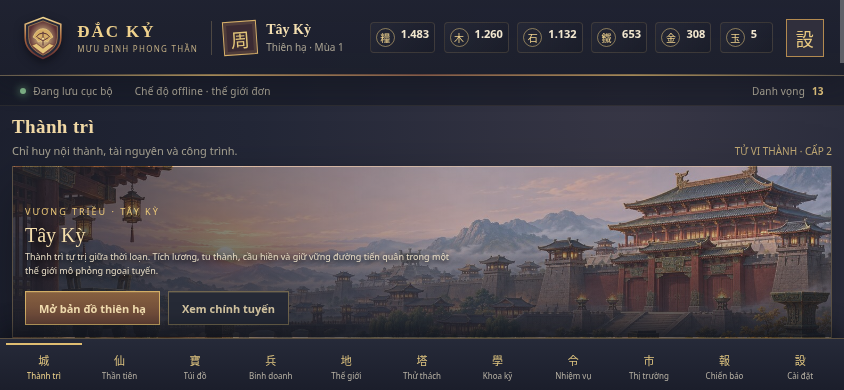 ĐẮC KỶ
MƯU ĐỊNH PHONG THẦN
周
Tây Kỳ
Thiên hạ · Mùa 1
糧 1.483
木 1.260
石 1.132
鐵 653
金 308
玉 5
設
Đang lưu cục bộ
Chế độ offline · thế giới đơn
Danh vọng 13
Thành trì
Chỉ huy nội thành, tài nguyên và công trình.
TỬ VI THÀNH · CẤP 2
VƯƠNG TRIỀU · TÂY KỲ
Tây Kỳ
Thành trì tự trị giữa thời loạn. Tích lương, tu thành, cầu hiền và giữ vững đường tiến quân trong một
thế giới mô phỏng ngoại tuyến.
Mở bản đồ thiên hạ
Xem chính tuyến
城 仙 寶 兵 地 塔 學 令 市 報 設
Thành trì Thần tiên Túi đồ Binh doanh Thế giới Thử thách Khoa kỹ Nhiệm vụ Thị trường Chiến báo Cài đặt